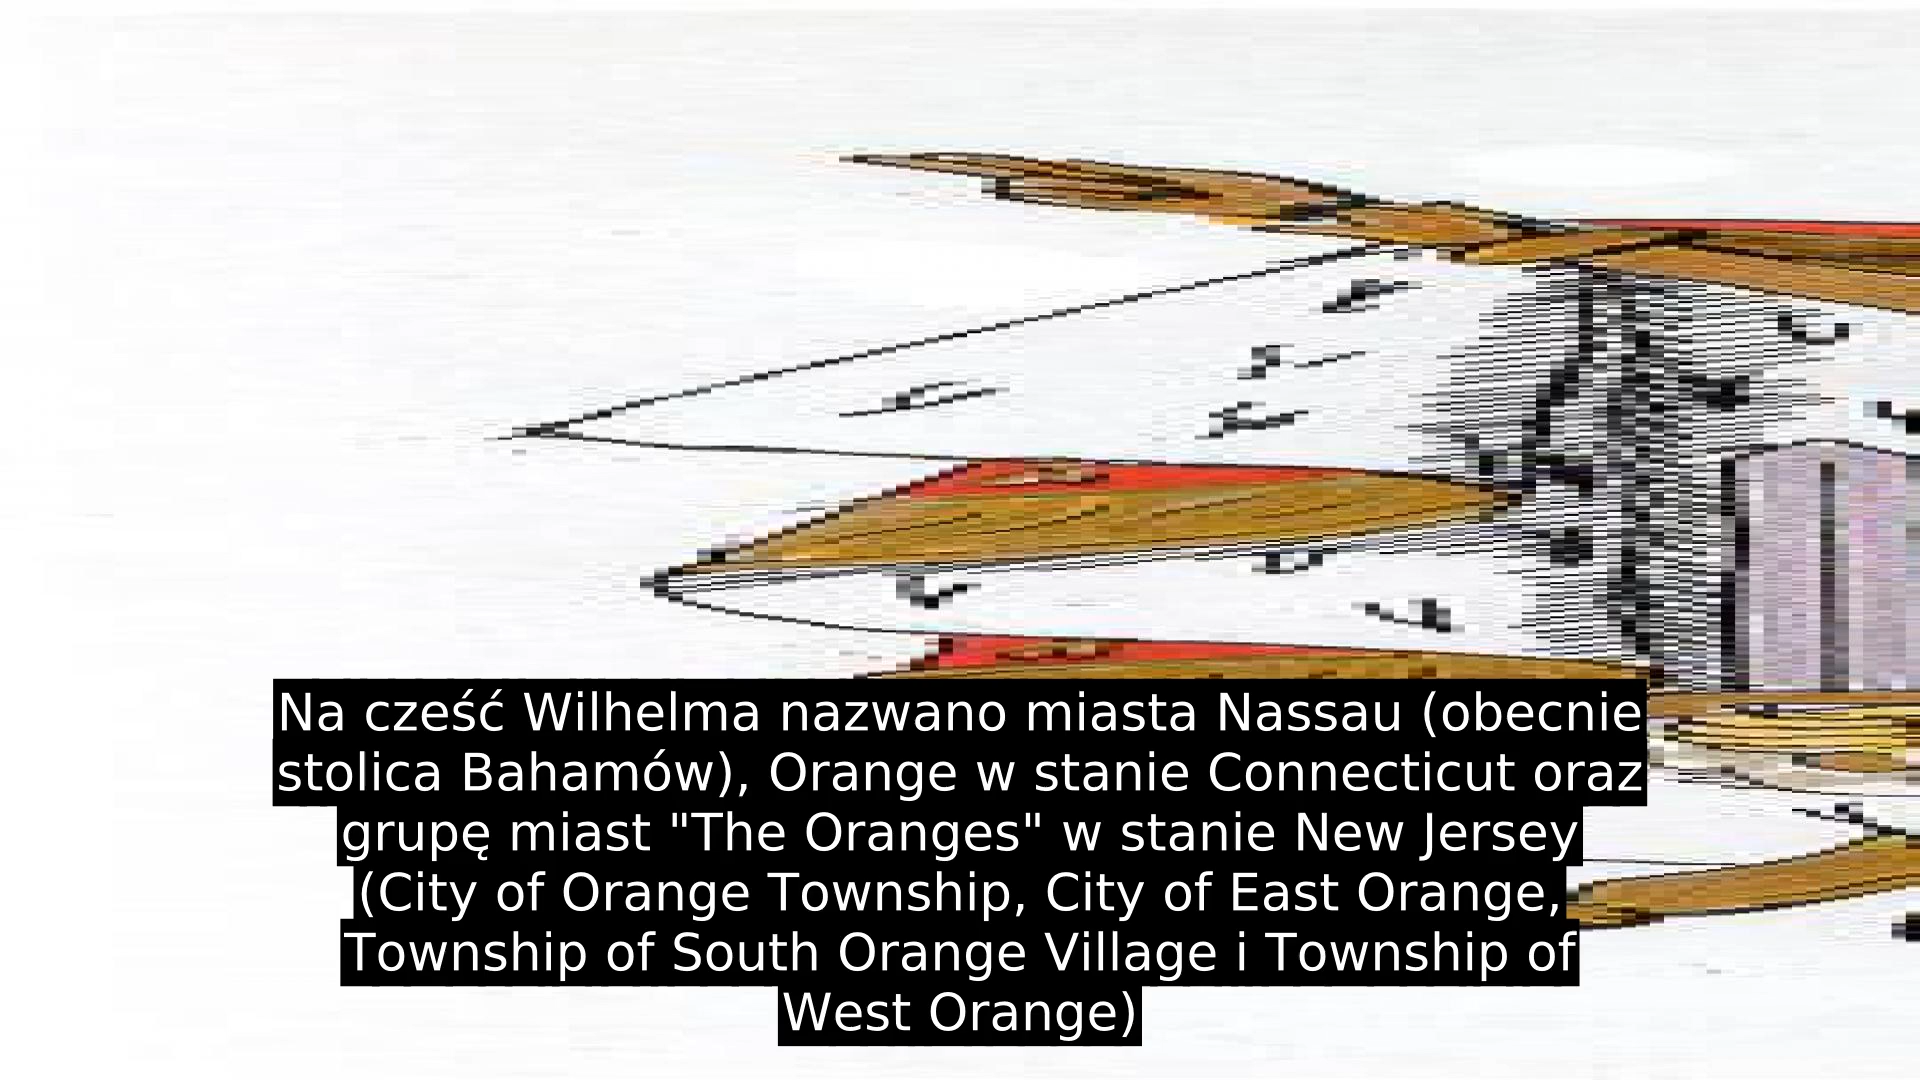 Na cześć Wilhelma nazwano miasta Nassau (obecnie
stolica Bahamów), Orange w stanie Connecticut oraz
grupę miast "The Oranges" w stanie New Jersey
(City of Orange Township, City of East Orange,
Township of South Orange Village i Township of
West Orange)